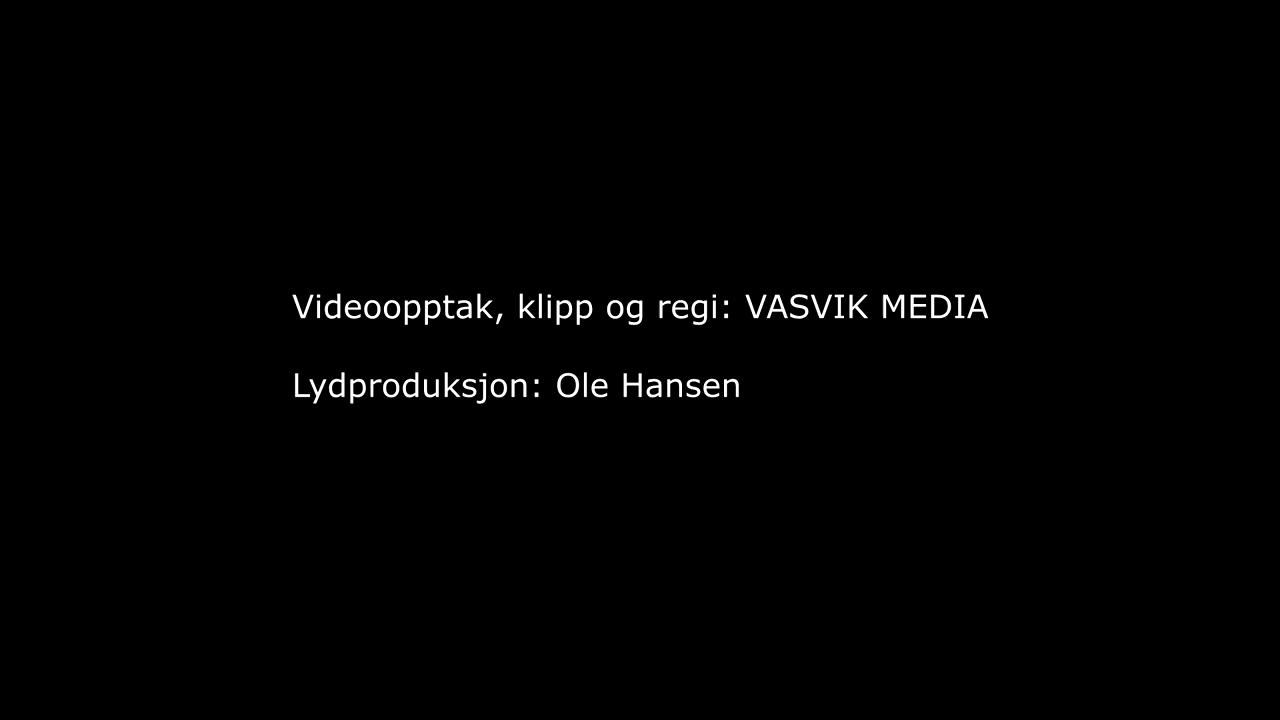 Videoopptak, klipp og regi: VASVIK MEDIA
Lydproduksjon: Ole Hansen